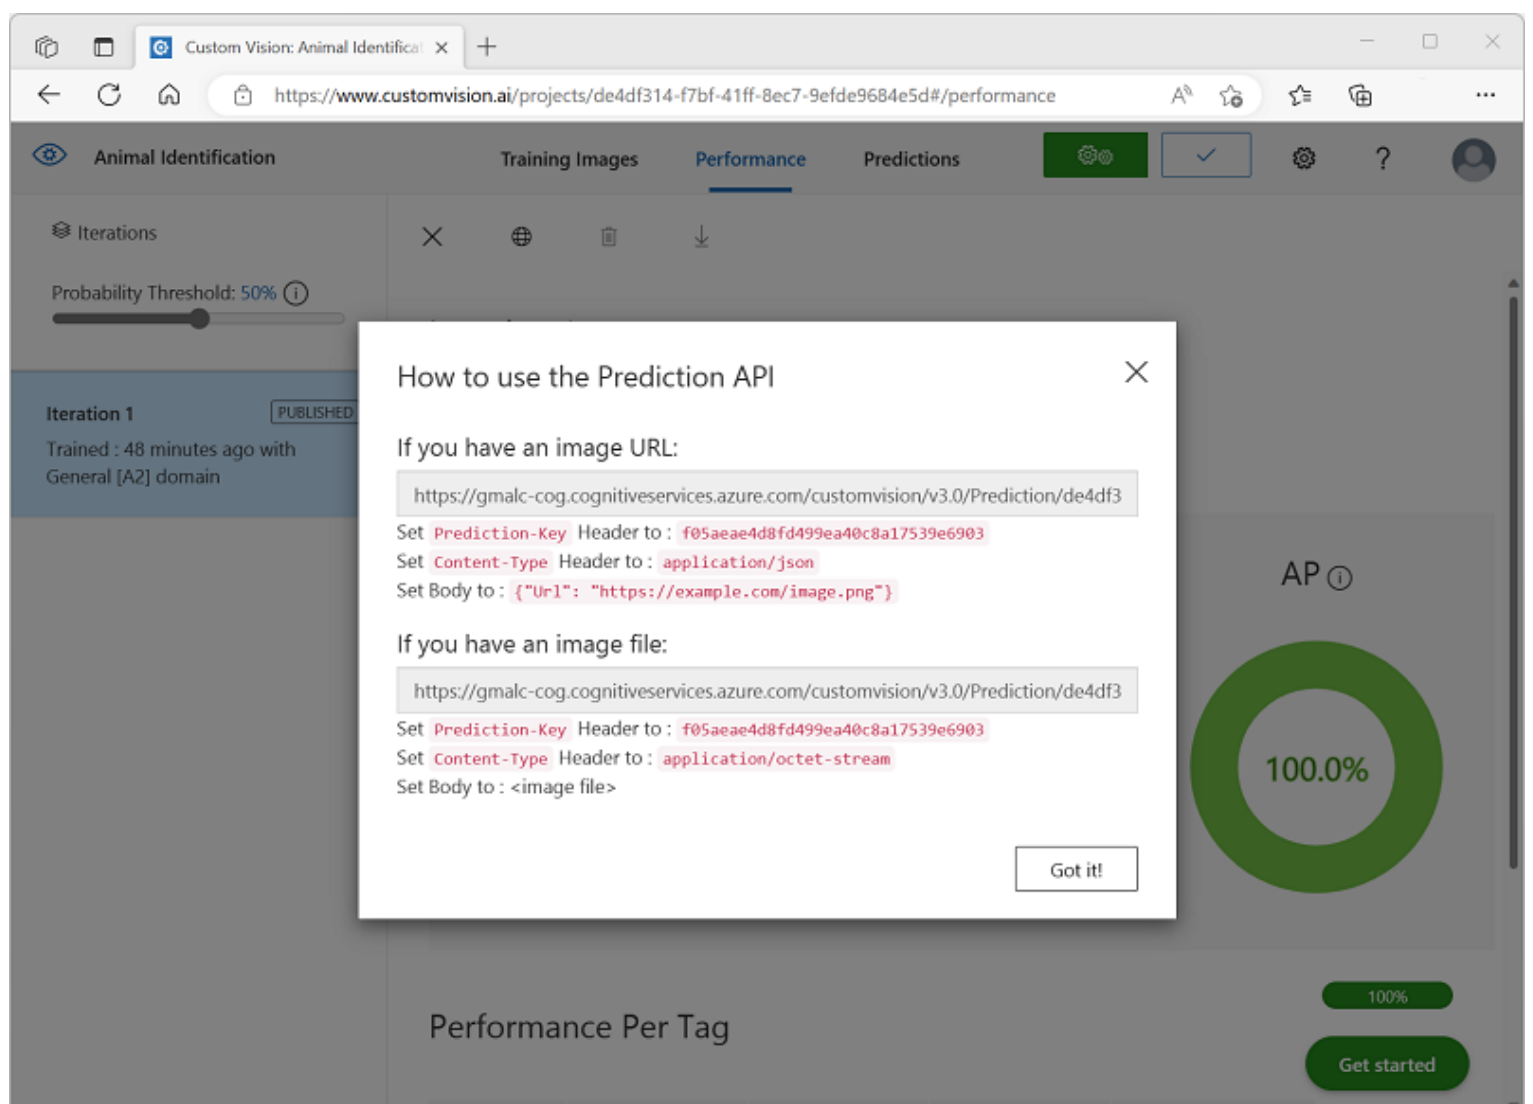 Custom Vision: Animal Identifica
https://www.customvision.ai/projects/de4df314-f7bf-41ff-8ec7-9efde9684e5d#/performance
Animal Identification
Training Images
Performance
Predictions
?
Iterations
Probability Threshold: 50%
Iteration 1
PUBLISHED
Trained : 48 minutes ago with
General [A2] domain
How to use the Prediction API
If you have an image URL:
https://gmalc-cog.cognitiveservices.azure.com/customvision/v3.0/Prediction/de4df3
Set Prediction-Key Header to : f05aeae4d8fd499ea40c8a17539e6903
Set Content-Type Header to : application/json
Set Body to : {"Url": "https://example.com/image.png"}
If you have an image file:
https://gmalc-cog.cognitiveservices.azure.com/customvision/v3.0/Prediction/de4df3
Set Prediction-Key Header to : f05aeae4d8fd499ea40c8a17539e6903
Set Content-Type Header to : application/octet-stream
Set Body to : <image file>
Got it!
AP
100.0%
Performance Per Tag
100%
Get started